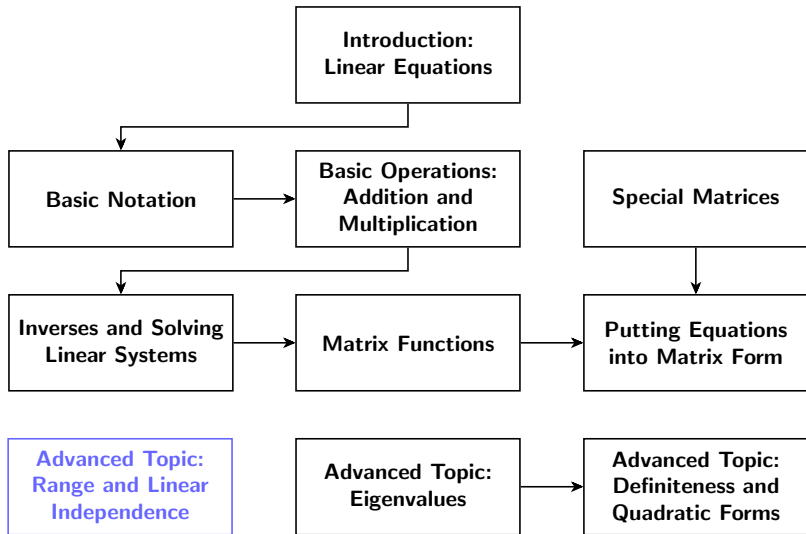 Introduction:
Linear Equations
Basic Notation
Basic Operations:
Addition and
Multiplication
Special Matrices
Inverses and Solving
Linear Systems
Matrix Functions
Putting Equations
into Matrix Form
Advanced Topic:
Range and Linear
Independence
Advanced Topic:
Eigenvalues
Advanced Topic:
Definiteness and
Quadratic Forms